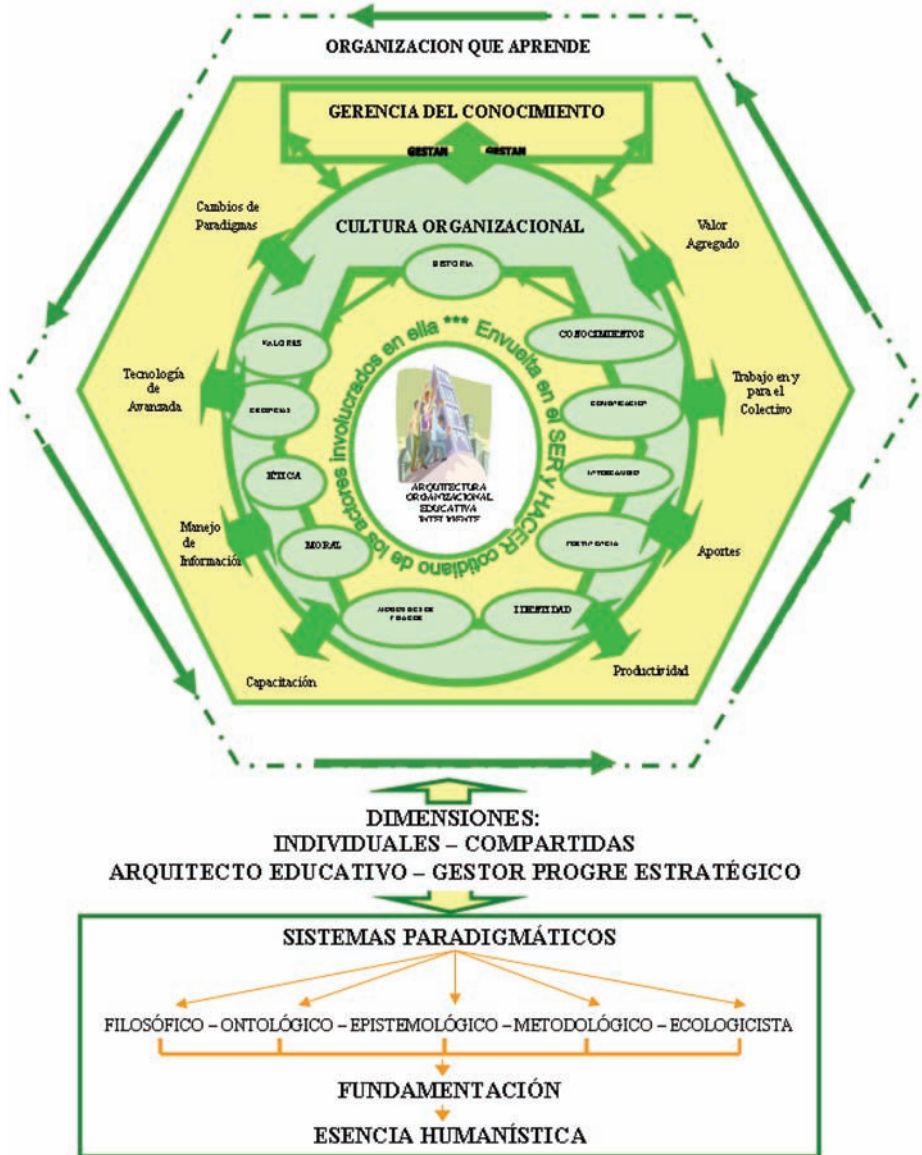 ORGANIZACION QUE APRENDE
GERENCIA DEL CONOCIMIENTO
GESTAN GESTAN
Cambios de
Paradigmas
Valor
Agregado
CULTURA ORGANIZACIONAL
HISTORIA
VALORES
CONOCIMIENTOS
Tecnología
de
Avanzada
Trabajo en y
para el
Colectivo
CREENCIAS
ÉTICA
MORAL
IDENTIDAD
Envuelta en el SER y HACER cotidiano de los actores involucrados en ella ***
ARQUITECTURA
ORGANIZACIONAL
EDUCATIVA
INTELIGENTE
Manejo
de
Información
Aportes
Capacitación
Productividad
DIMENSIONES:
INDIVIDUALES – COMPARTIDAS
ARQUITECTO EDUCATIVO – GESTOR PROGRE ESTRATÉGICO
SISTEMAS PARADIGMÁTICOS
FILOSÓFICO – ONTOLÓGICO – EPISTEMOLÓGICO – METODOLÓGICO – ECOLOGICISTA
FUNDAMENTACIÓN
ESENCIA HUMANÍSTICA